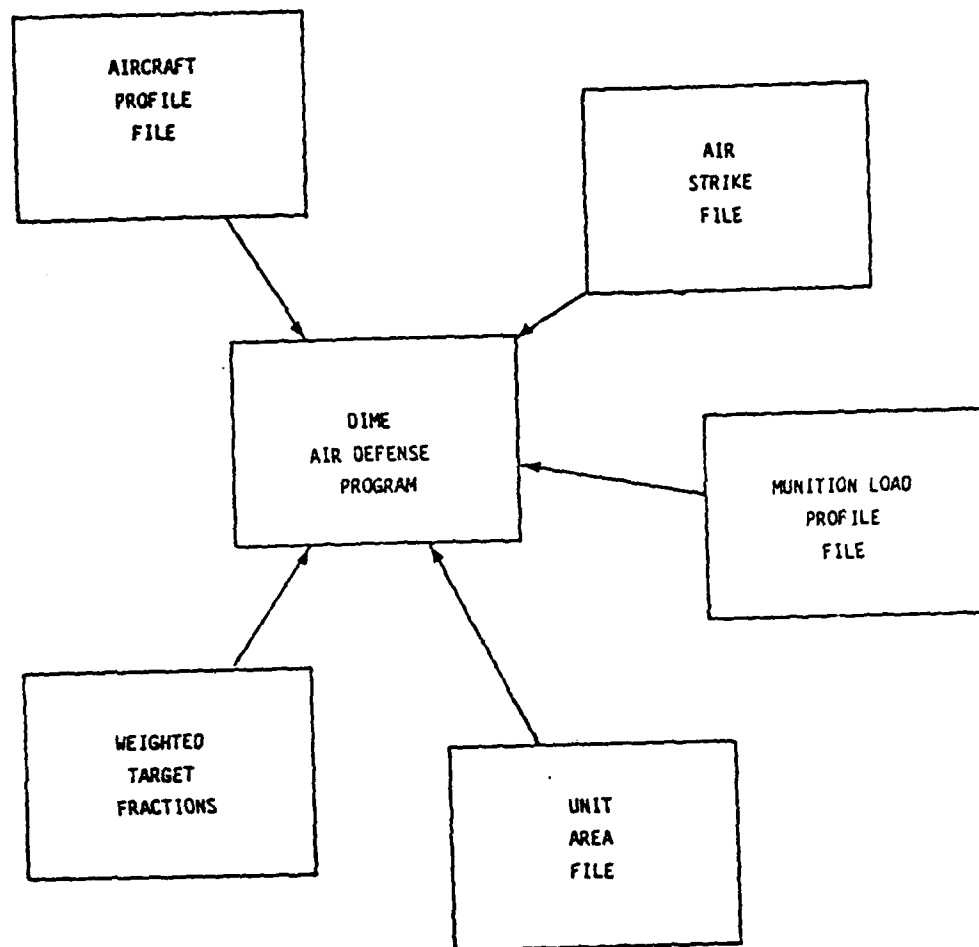 AIRCRAFT
PROFILE
FILE
AIR
STRIKE
FILE
DIME
AIR DEFENSE
PROGRAM
MUNITION LOAD
PROFILE
FILE
WEIGHTED
TARGET
FRACTIONS
UNIT
AREA
FILE